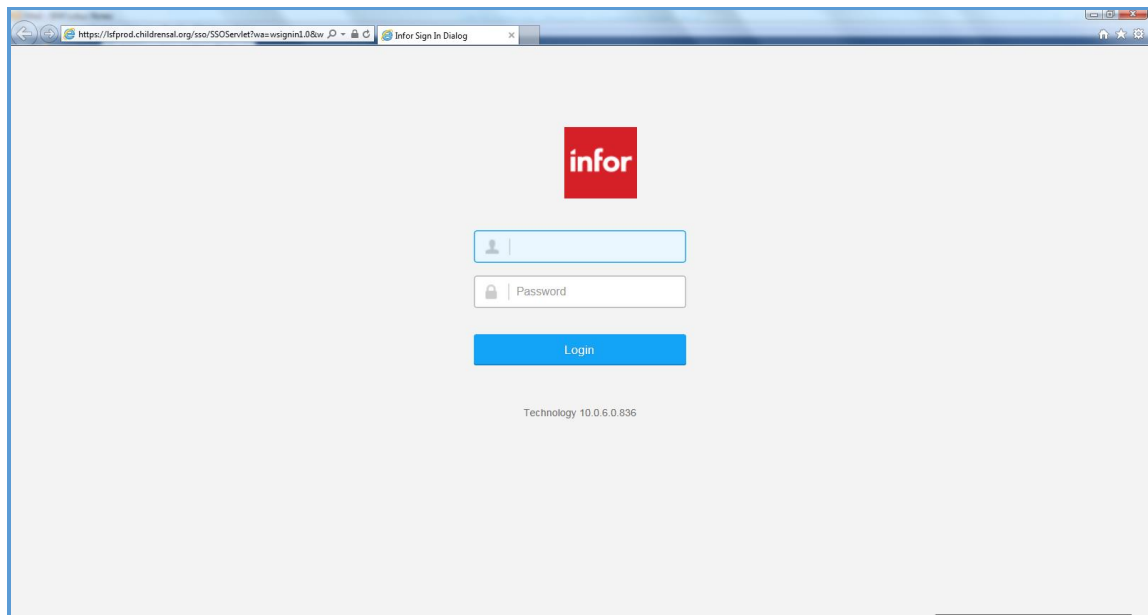 https://lsfprod.childrensal.org/sso/SSOServlet?wa=wsignin1.0&w
Infor Sign In Dialog
infor
Password
Login
Technology 10.0.6.0.836